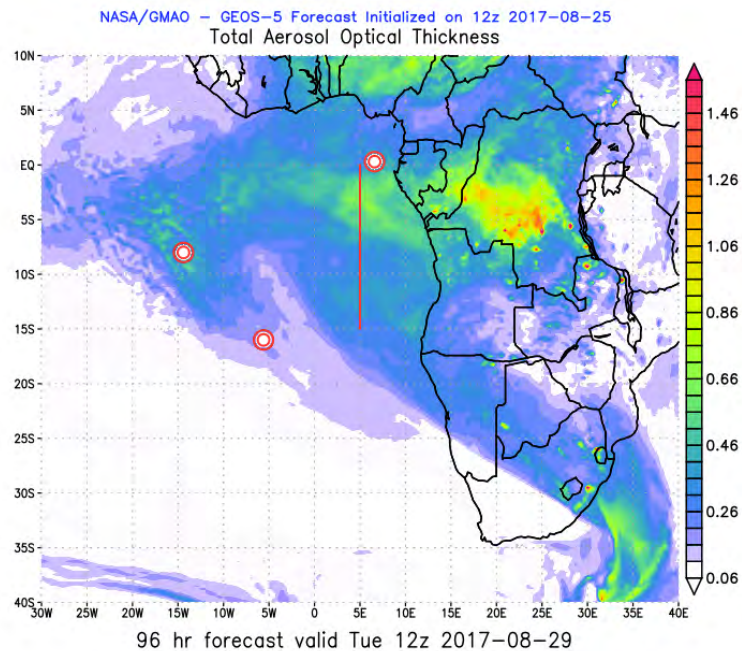 NASA/GMAO - GEOS-5 Forecast Initialized on 12z 2017-08-25
Total Aerosol Optical Thickness
10N
5N
EQ
5S
10S
15S
20S
25S
30S
35S
40S
30W 25W 20W 15W 10W 5W 0 5E 10E 15E 20E 25E 30E 35E 40E
1.46
1.26
1.06
0.86
0.66
0.46
0.26
0.06
96 hr forecast valid Tue 12z 2017-08-29